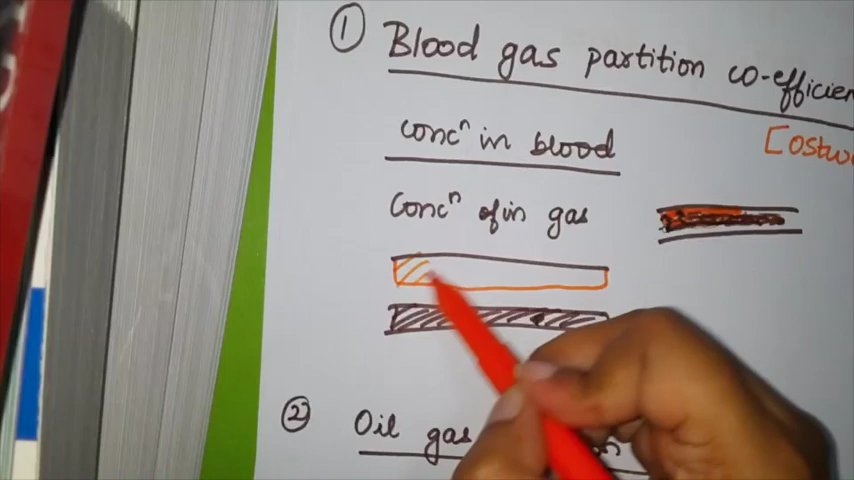 ① Blood gas partition co-efficien
concⁿ in blood
[Ostw
Concⁿ of in gas
② Oil gas